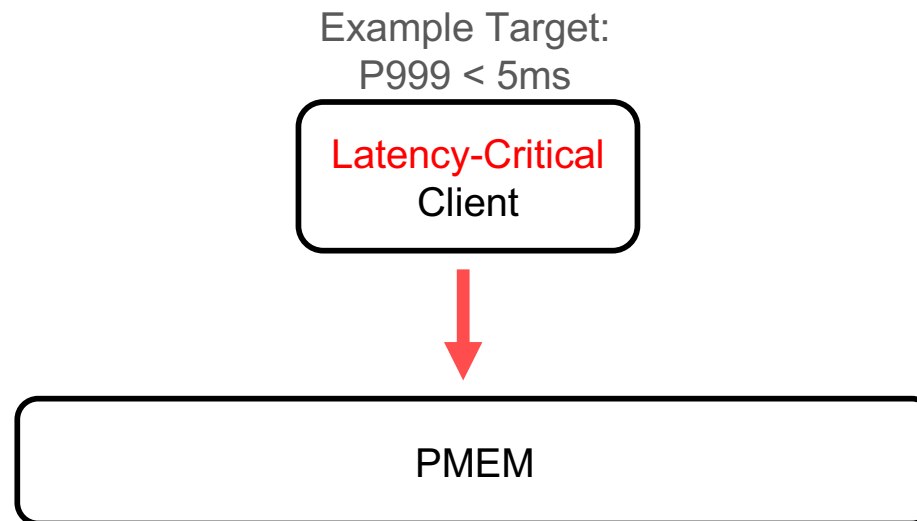 Example Target:
P999 < 5ms
Latency-Critical
Client
PMEM